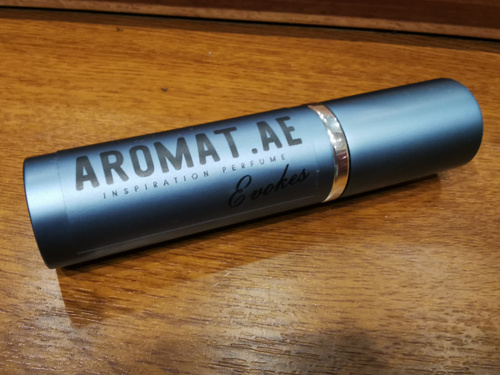 AROMAT.AE
INSPIRATION PERFUME
Evokes